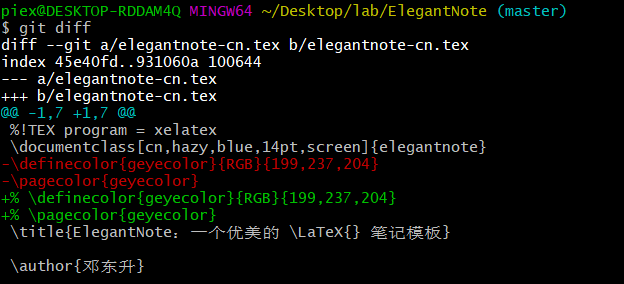 piex@DESKTOP-RDDAM4Q MINGW64 ~/Desktop/lab/ElegantNote (master)
$ git diff
diff --git a/elegantnote-cn.tex b/elegantnote-cn.tex
index 45e40fd..931060a 100644
--- a/elegantnote-cn.tex
+++ b/elegantnote-cn.tex
@@ -1,7 +1,7 @@
 %!TEX program = xelatex
 \documentclass[cn,hazy,blue,14pt,screen]{elegantnote}
-\definecolor{geyecolor}{RGB}{199,237,204}
-\pagecolor{geyecolor}
+% \definecolor{geyecolor}{RGB}{199,237,204}
+% \pagecolor{geyecolor}
 \title{ElegantNote：一个优美的 \LaTeX{} 笔记模板}
 \author{邓东升}